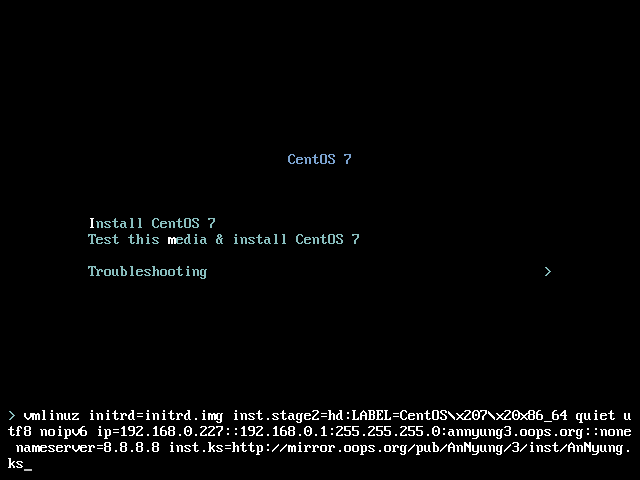 CentOS 7
Install CentOS 7
Test this media & install CentOS 7
Troubleshooting >
> vmlinuz initrd=initrd.img inst.stage2=hd:LABEL=CentOS\x207\x20x86_64 quiet u
tf8 noipv6 ip=192.168.0.227::192.168.0.1:255.255.255.0:annyung3.oops.org::none
nameserver=8.8.8.8 inst.ks=http://mirror.oops.org/pub/AnNyung/3/inst/AnNyung.
ks_